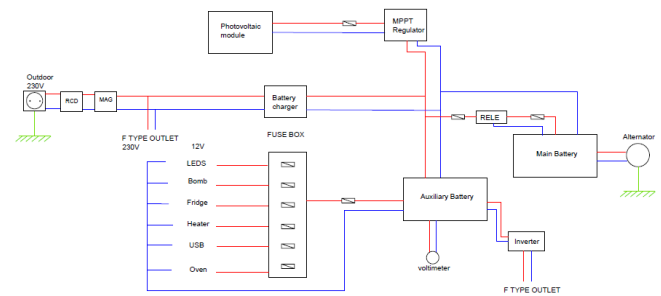 Photovoltaic
module
MPPT
Regulator
Outdoor
230V
RCD
MAG
Battery
charger
F TYPE OUTLET
230V
12V
FUSE BOX
RELE
Alternator
Main Battery
LEDS
Bomb
Fridge
Heater
USB
Oven
Auxiliary Battery
Inverter
voltimeter
F TYPE OUTLET